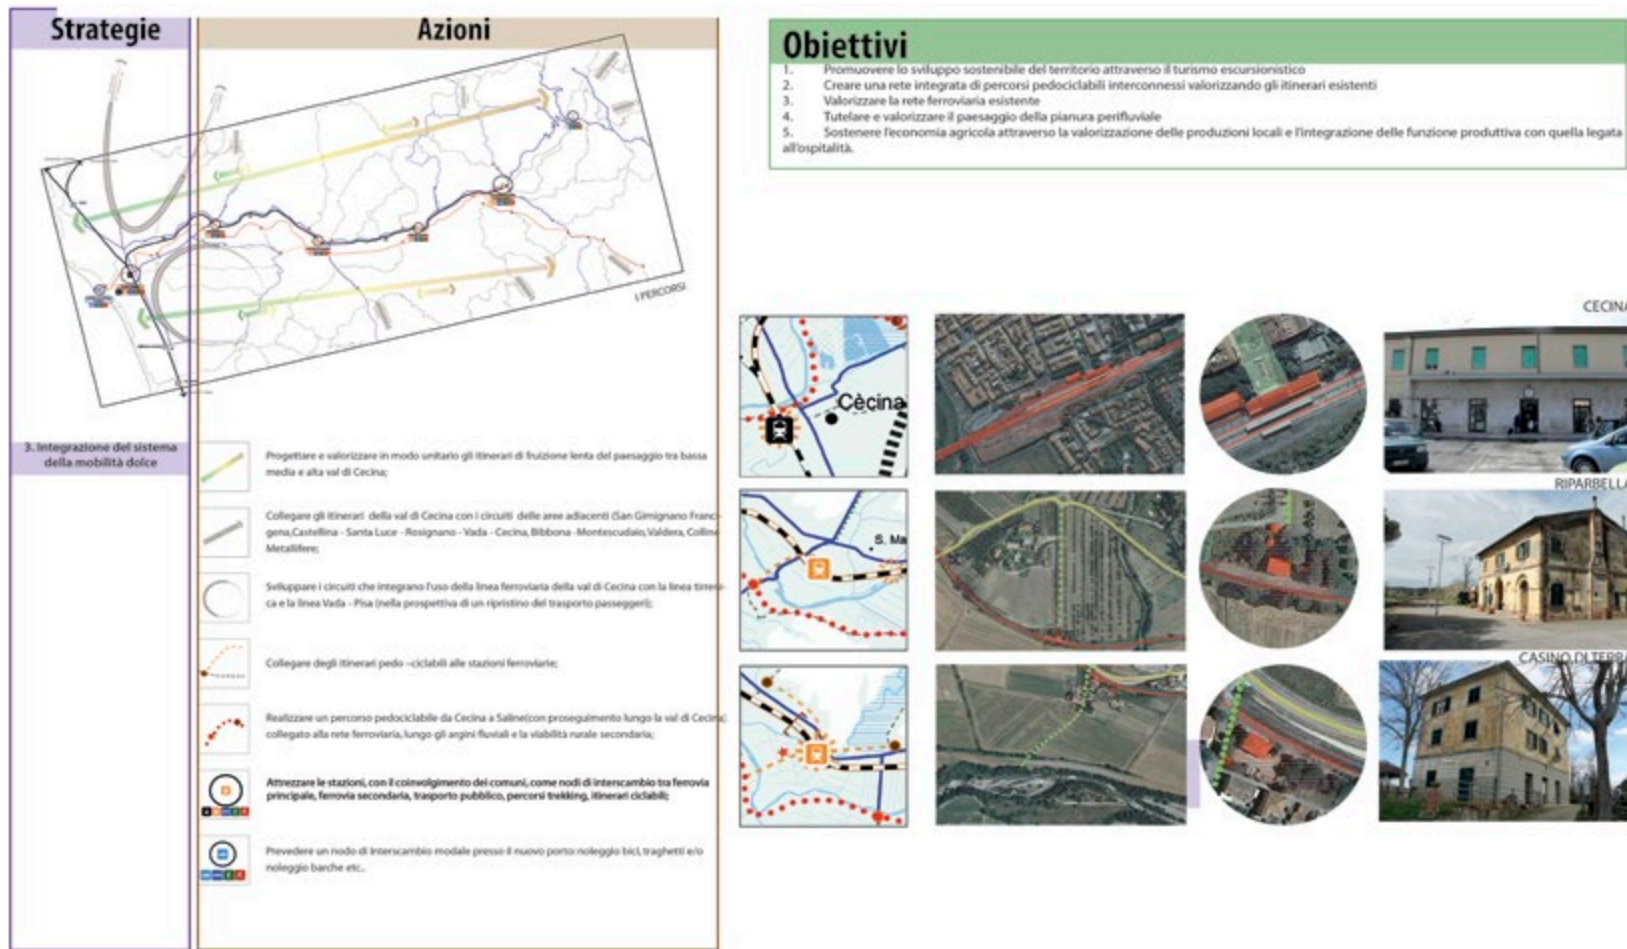 Strategie
Azioni
I PERCORSI
3. Integrazione del sistema
della mobilità dolce
Progettare e valorizzare in modo unitario gli itinerari di fruizione lenta del paesaggio tra bassa
media e alta val di Cecina;
Collegare gli itinerari della val di Cecina con i circuiti delle aree adiacenti (San Gimignano Franci-
gena,Castellina - Santa Luce - Rosignano - Vada - Cecina, Bibbona -Montescudaio, Valdera, Colline
Metallifere;
Sviluppare i circuiti che integrano l'uso della linea ferroviaria della val di Cecina con la linea tirreni-
ca e la linea Vada - Pisa (nella prospettiva di un ripristino del trasporto passeggeri);
Collegare degli itinerari pedo –ciclabili alle stazioni ferroviarie;
Realizzare un percorso pedociclabile da Cecina a Saline(con proseguimento lungo la val di Cecina)
collegato alla rete ferroviaria, lungo gli argini fluviali e la viabilità rurale secondaria;
Attrezzare le stazioni, con il coinvolgimento dei comuni, come nodi di interscambio tra ferrovia
principale, ferrovia secondaria, trasporto pubblico, percorsi trekking, itinerari ciclabili;
Prevedere un nodo di interscambio modale presso il nuovo porto: noleggio bici, traghetti e/o
noleggio barche etc..
Obiettivi
1. Promuovere lo sviluppo sostenibile del territorio attraverso il turismo escursionistico
2. Creare una rete integrata di percorsi pedociclabili interconnessi valorizzando gli itinerari esistenti
3. Valorizzare la rete ferroviaria esistente
4. Tutelare e valorizzare il paesaggio della pianura perifluviale
5. Sostenere l'economia agricola attraverso la valorizzazione delle produzioni locali e l'integrazione delle funzione produttiva con quella legata
all'ospitalità.
CECINA
Cècina
RIPARBELLA
S. Ma
CASINO DI TERRA